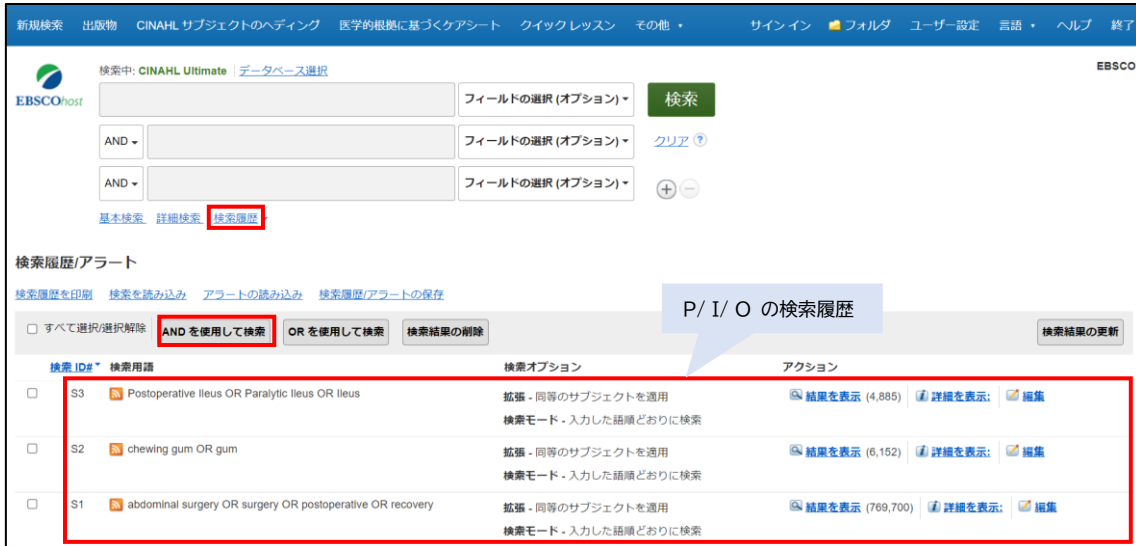 新規検索 出版物 CINAHL サブジェクトのヘディング 医学的根拠に基づくケアシート クイック レッスン その他 サインイン フォルダ ユーザー設定 言語 ヘルプ 終了
検索中: CINAHL Ultimate データベース選択 EBSCO
EBSCOhost フィールドの選択 (オプション) 検索
AND フィールドの選択 (オプション) クリア ?
AND フィールドの選択 (オプション) + −
基本検索 詳細検索 検索履歴
検索履歴/アラート
検索履歴を印刷 検索を読み込み アラートの読み込み 検索履歴/アラートの保存
P/ I/ O の検索履歴
すべて選択/選択解除 AND を使用して検索 OR を使用して検索 検索結果の削除 検索結果の更新
検索 ID# 検索用語 検索オプション アクション
S3 Postoperative Ileus OR Paralytic Ileus OR Ileus 拡張 - 同等のサブジェクトを適用 結果を表示 (4,885) 詳細を表示: 編集
検索モード - 入力した語順どおりに検索
S2 chewing gum OR gum 拡張 - 同等のサブジェクトを適用 結果を表示 (6,152) 詳細を表示: 編集
検索モード - 入力した語順どおりに検索
S1 abdominal surgery OR surgery OR postoperative OR recovery 拡張 - 同等のサブジェクトを適用 結果を表示 (769,700) 詳細を表示: 編集
検索モード - 入力した語順どおりに検索